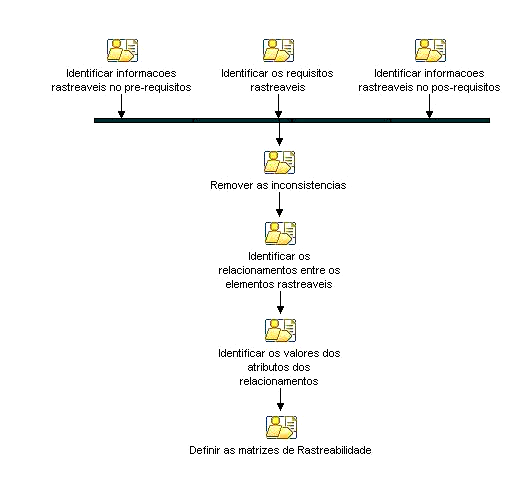 Identificar informacoes
rastreaveis no pre-requisitos
Identificar os requisitos
rastreaveis
Identificar informacoes
rastreaveis no pos-requisitos
Remover as inconsistencias
Identificar os
relacionamentos entre os
elementos rastreaveis
Identificar os valores dos
atributos dos
relacionamentos
Definir as matrizes de Rastreabilidade